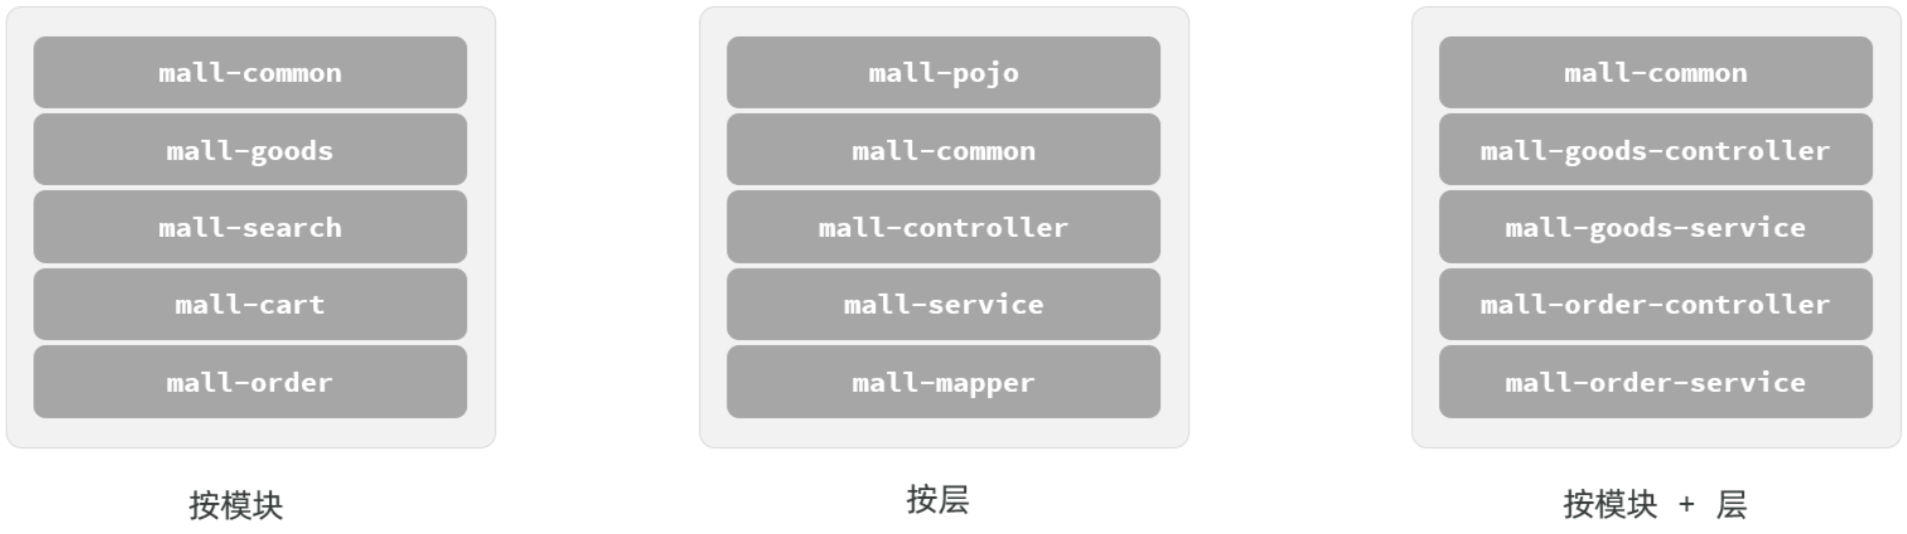 mall-common
mall-goods
mall-search
mall-cart
mall-order
按模块
mall-pojo
mall-common
mall-controller
mall-service
mall-mapper
按层
mall-common
mall-goods-controller
mall-goods-service
mall-order-controller
mall-order-service
按模块 + 层